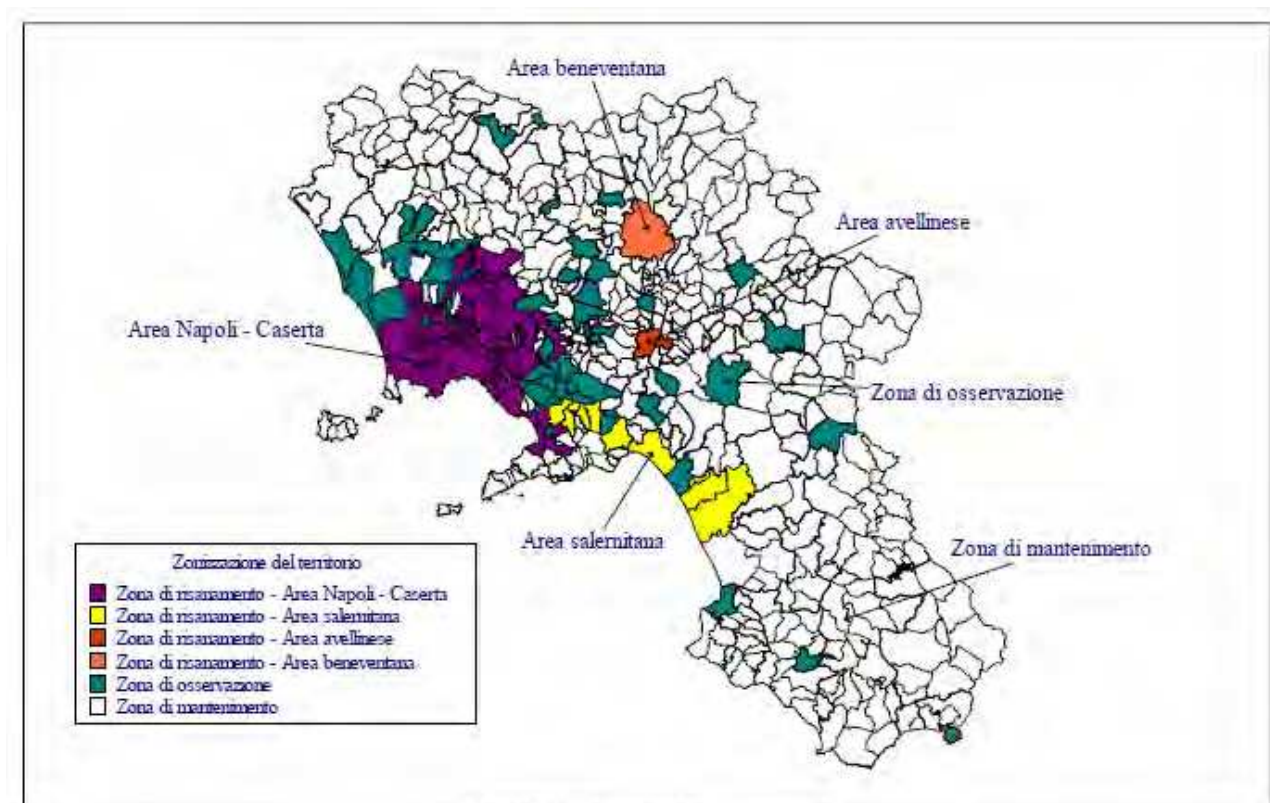 Area beneventana
Area avellinese
Area Napoli - Caserta
Zona di osservazione
Area salernitana
Zona di mantenimento
Zonizzazione del territorio
Zona di risanamento - Area Napoli - Caserta
Zona di risanamento - Area salernitana
Zona di risanamento - Area avellinese
Zona di risanamento - Area beneventana
Zona di osservazione
Zona di mantenimento